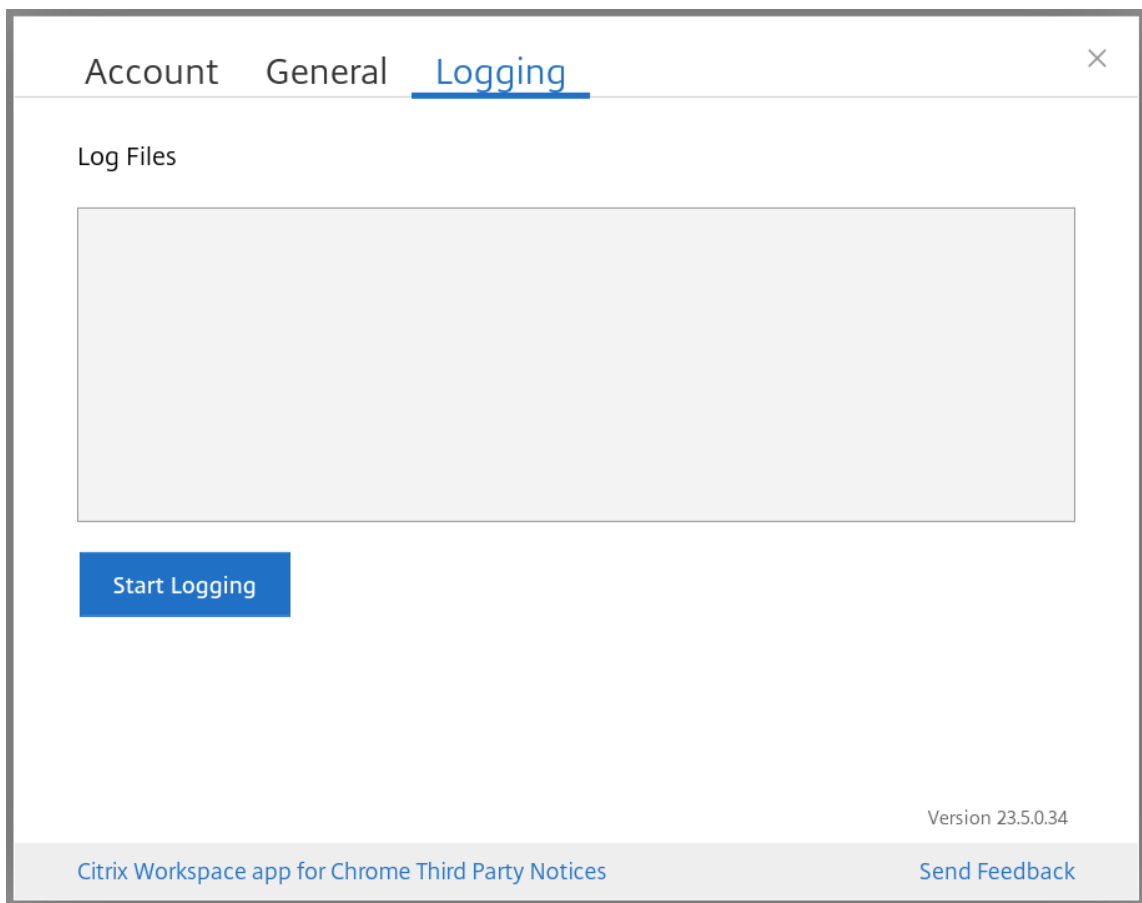 Account General Logging
Log Files
Start Logging
Version 23.5.0.34
Citrix Workspace app for Chrome Third Party Notices Send Feedback